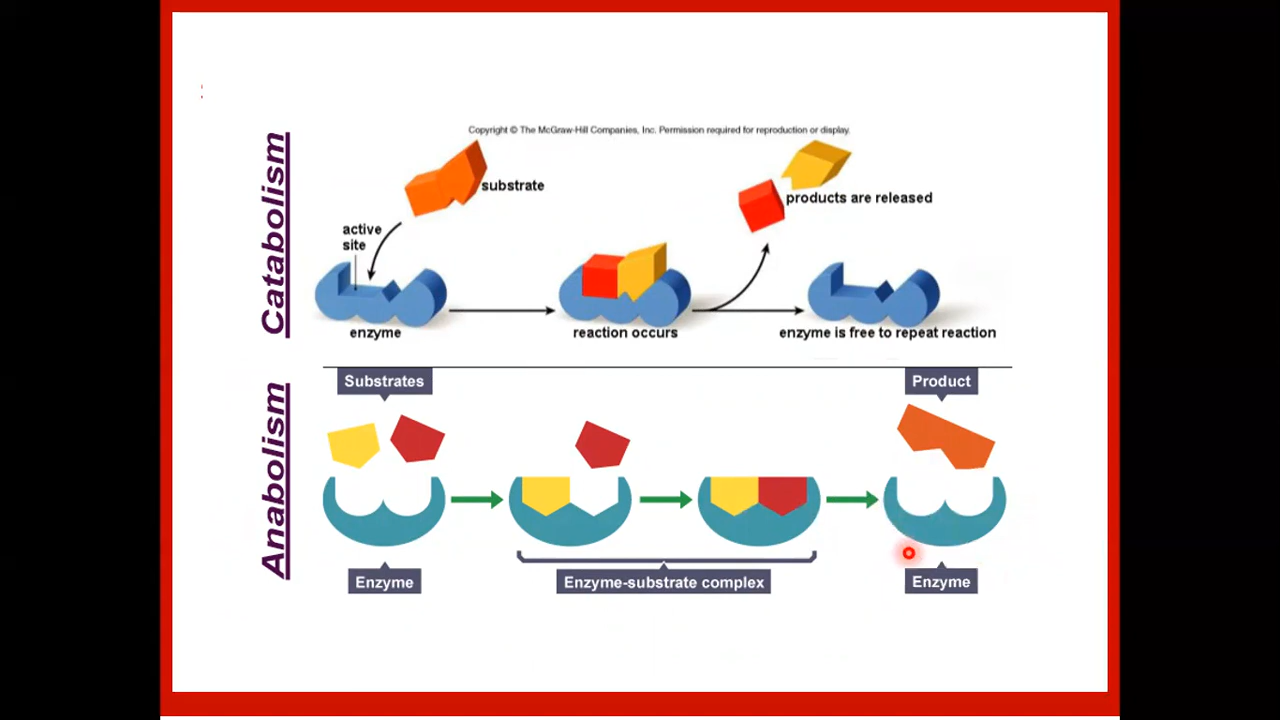 Copyright © The McGraw-Hill Companies, Inc. Permission required for reproduction or display.
Catabolism
substrate
products are released
active
site
enzyme
reaction occurs
enzyme is free to repeat reaction
Anabolism
Substrates
Product
Enzyme
Enzyme-substrate complex
Enzyme